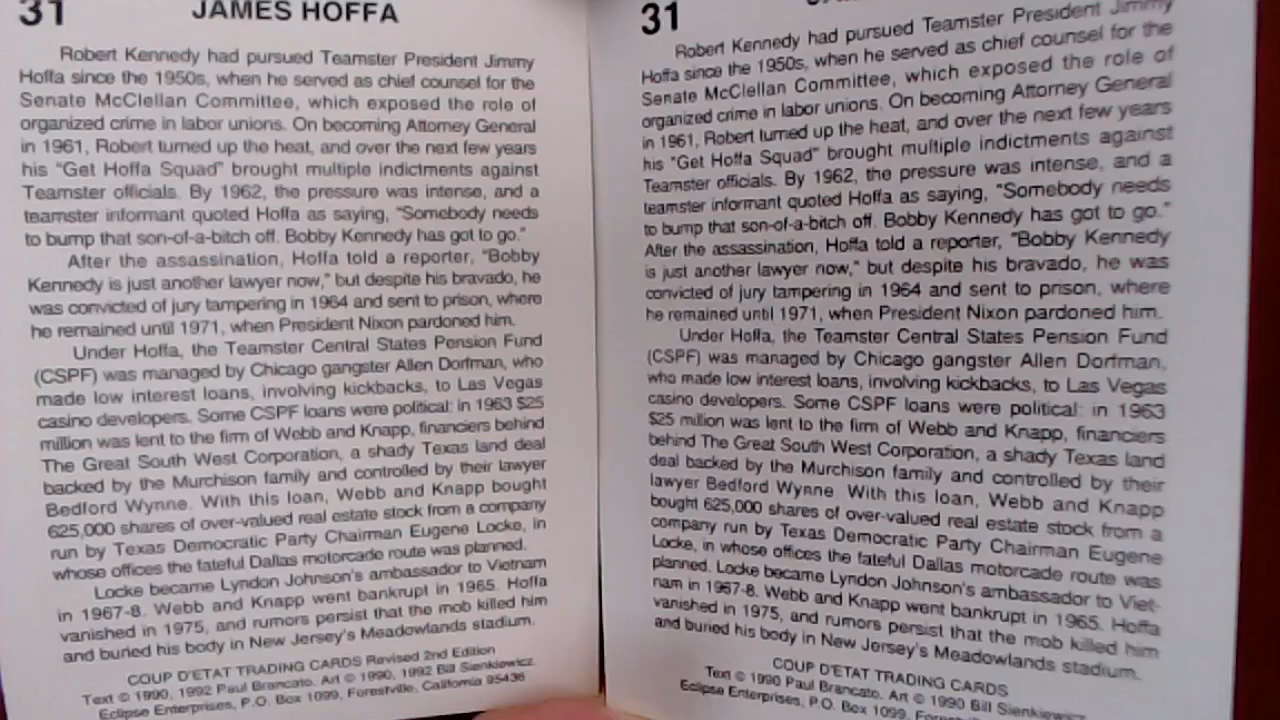 31
JAMES HOFFA
Robert Kennedy had pursued Teamster President Jimmy
Hoffa since the 1950s, when he served as chief counsel for the
Senate McClellan Committee, which exposed the role of
organized crime in labor unions. On becoming Attorney General
in 1961, Robert turned up the heat, and over the next few years
his "Get Hoffa Squad" brought multiple indictments against
Teamster officials. By 1962, the pressure was intense, and a
teamster informant quoted Hoffa as saying, "Somebody needs
to bump that son-of-a-bitch off. Bobby Kennedy has got to go."
After the assassination, Hoffa told a reporter, "Bobby
Kennedy is just another lawyer now," but despite his bravado, he
was convicted of jury tampering in 1964 and sent to prison, where
he remained until 1971, when President Nixon pardoned him.
Under Hoffa, the Teamster Central States Pension Fund
(CSPF) was managed by Chicago gangster Allen Dorfman, who
made low interest loans, involving kickbacks, to Las Vegas
casino developers. Some CSPF loans were political: in 1963 $25
million was lent to the firm of Webb and Knapp, financiers behind
The Great South West Corporation, a shady Texas land deal
backed by the Murchison family and controlled by their lawyer
Bedford Wynne. With this loan, Webb and Knapp bought
625,000 shares of over-valued real estate stock from a company
run by Texas Democratic Party Chairman Eugene Locke, in
whose offices the fateful Dallas motorcade route was planned.
Locke became Lyndon Johnson's ambassador to Vietnam
in 1967-8. Webb and Knapp went bankrupt in 1965. Hoffa
vanished in 1975, and rumors persist that the mob killed him
and buried his body in New Jersey's Meadowlands stadium.
COUP D'ETAT TRADING CARDS Revised 2nd Edition
Text © 1990, 1992 Paul Brancato. Art © 1990, 1992 Bill Sienkiewicz
Eclipse Enterprises, P.O. Box 1099, Forestville, California 95436
31
Robert Kennedy had pursued Teamster President Jimmy
Hoffa since the 1950s, when he served as chief counsel for the
Senate McClellan Committee, which exposed the role of
organized crime in labor unions. On becoming Attorney General
in 1961, Robert turned up the heat, and over the next few years
his "Get Hoffa Squad" brought multiple indictments against
Teamster officials. By 1962, the pressure was intense, and a
teamster informant quoted Hoffa as saying, "Somebody needs
to bump that son-of-a-bitch off. Bobby Kennedy has got to go."
After the assassination, Hoffa told a reporter, "Bobby Kennedy
is just another lawyer now," but despite his bravado, he was
convicted of jury tampering in 1964 and sent to prison, where
he remained until 1971, when President Nixon pardoned him.
Under Hoffa, the Teamster Central States Pension Fund
(CSPF) was managed by Chicago gangster Allen Dorfman,
who made low interest loans, involving kickbacks, to Las Vegas
casino developers. Some CSPF loans were political: in 1963
$25 million was lent to the firm of Webb and Knapp, financiers
behind The Great South West Corporation, a shady Texas land
deal backed by the Murchison family and controlled by their
lawyer Bedford Wynne. With this loan, Webb and Knapp
bought 625,000 shares of over-valued real estate stock from a
company run by Texas Democratic Party Chairman Eugene
Locke, in whose offices the fateful Dallas motorcade route was
planned. Locke became Lyndon Johnson's ambassador to Viet-
nam in 1967-8. Webb and Knapp went bankrupt in 1965. Hoffa
vanished in 1975, and rumors persist that the mob killed him
and buried his body in New Jersey's Meadowlands stadium.
COUP D'ETAT TRADING CARDS
Text © 1990 Paul Brancato. Art © 1990 Bill Sienkiewicz
Eclipse Enterprises, P.O. Box 1099,